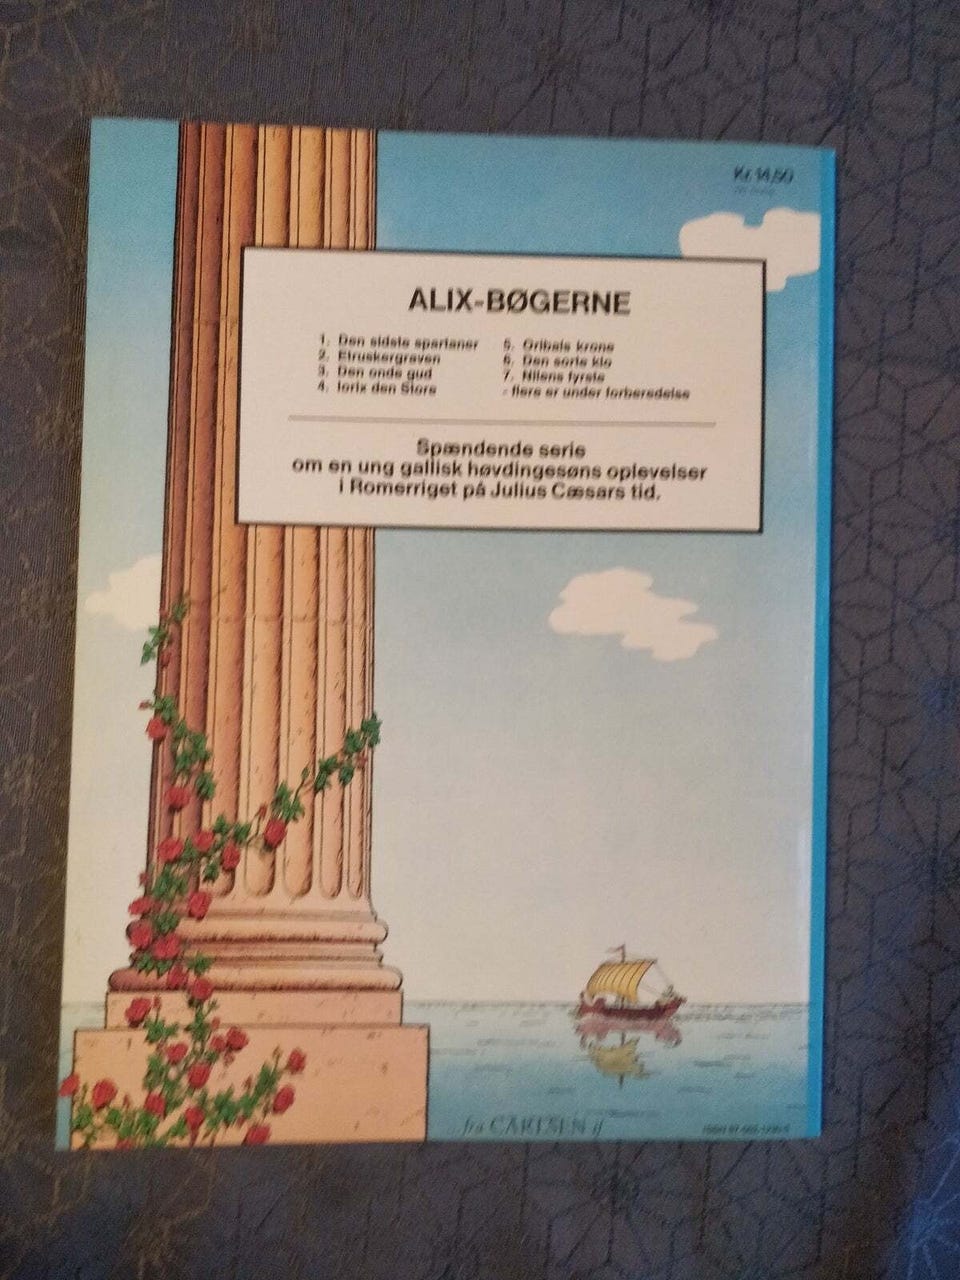 Kr. 14,50
ALIX-BØGERNE
1. Den sidste spartaner
2. Etruskergraven
3. Den onde gud
4. Iorix den Store
5. Oribals krone
6. Den sorte klo
7. Nilens fyrste
- flere er under forberedelse
Spændende serie
om en ung gallisk høvdingesøns oplevelser
i Romerriget på Julius Cæsars tid.
...fra CARLSEN if
ISBN